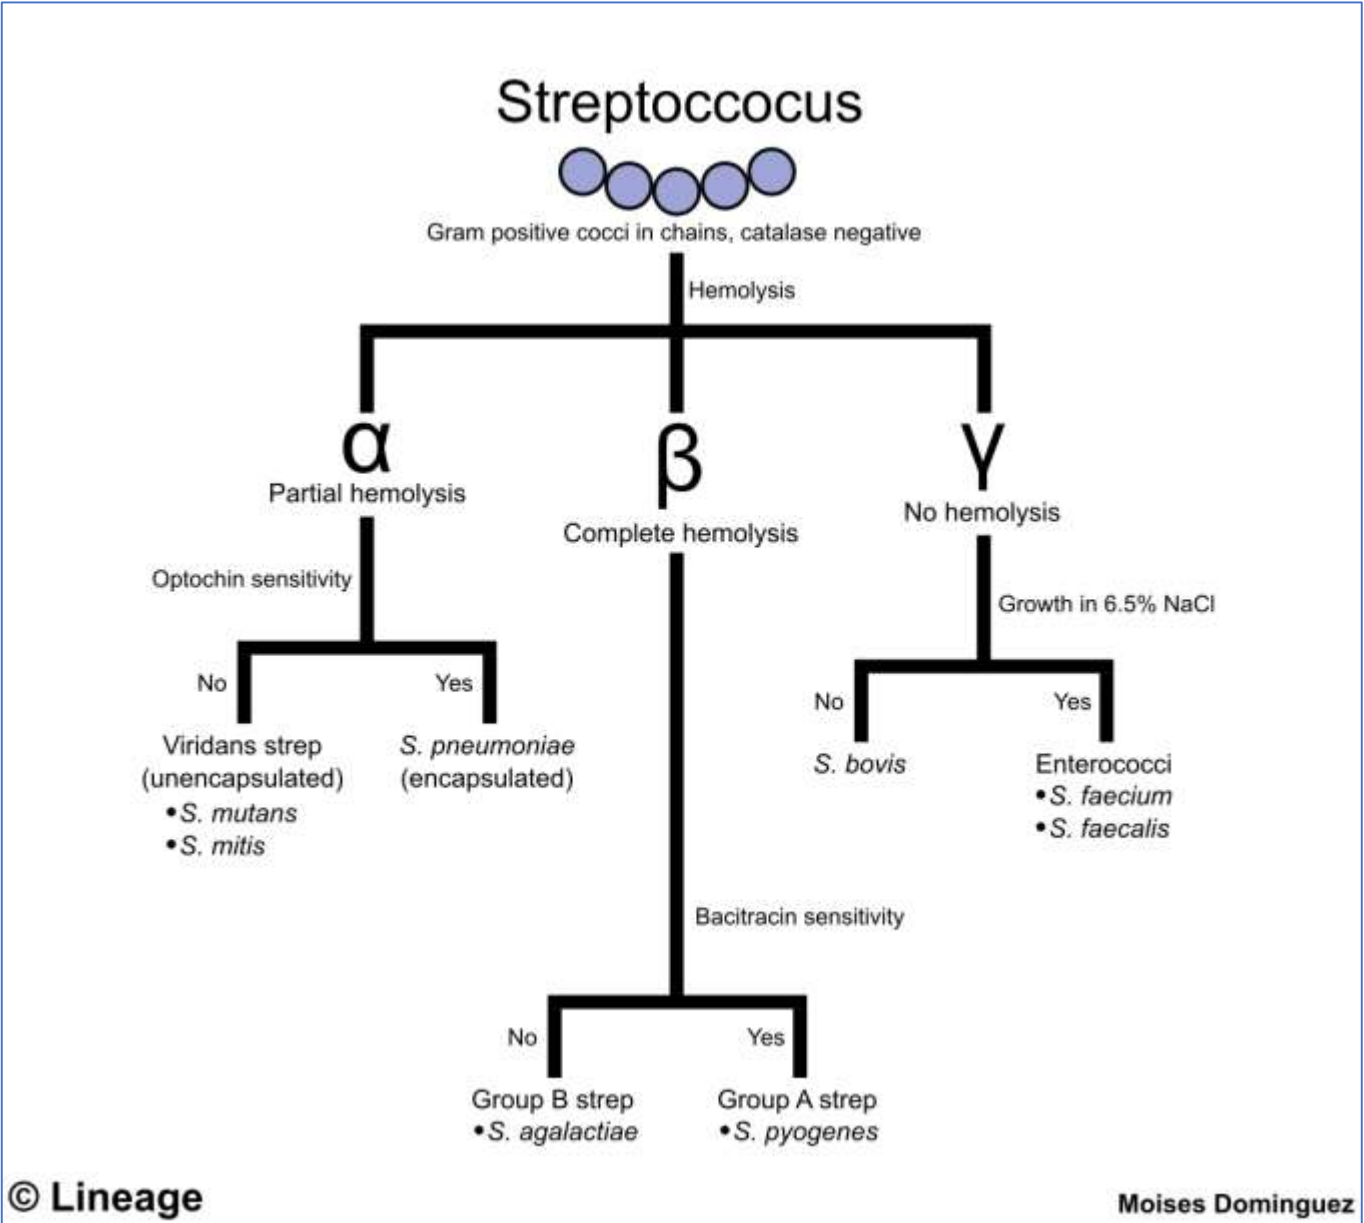 Streptoccocus
Gram positive cocci in chains, catalase negative
Hemolysis
α
Partial hemolysis
β
Complete hemolysis
γ
No hemolysis
Optochin sensitivity
No
Yes
Viridans strep
(unencapsulated)
•S. mutans
•S. mitis
S. pneumoniae
(encapsulated)
Growth in 6.5% NaCl
No
Yes
S. bovis
Enterococci
•S. faecium
•S. faecalis
Bacitracin sensitivity
No
Yes
Group B strep
•S. agalactiae
Group A strep
•S. pyogenes
© Lineage
Moises Dominguez